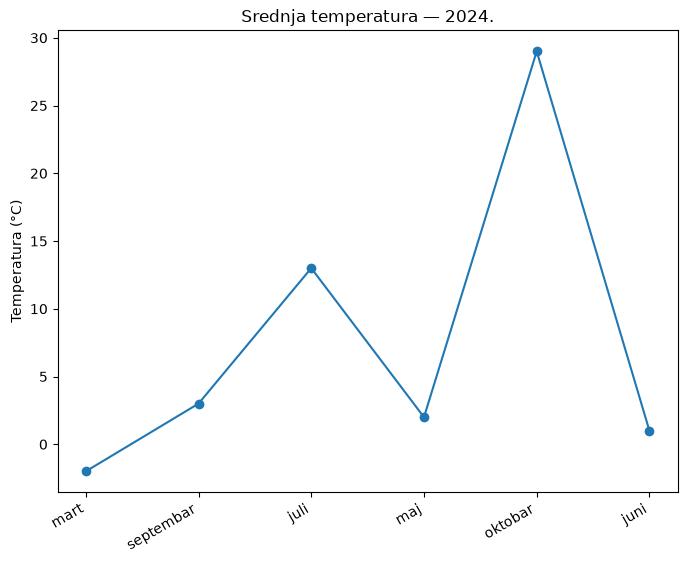 Srednja temperatura — 2024.
Temperatura (°C)
30
25
20
15
10
5
0
mart
septembar
juli
maj
oktobar
juni